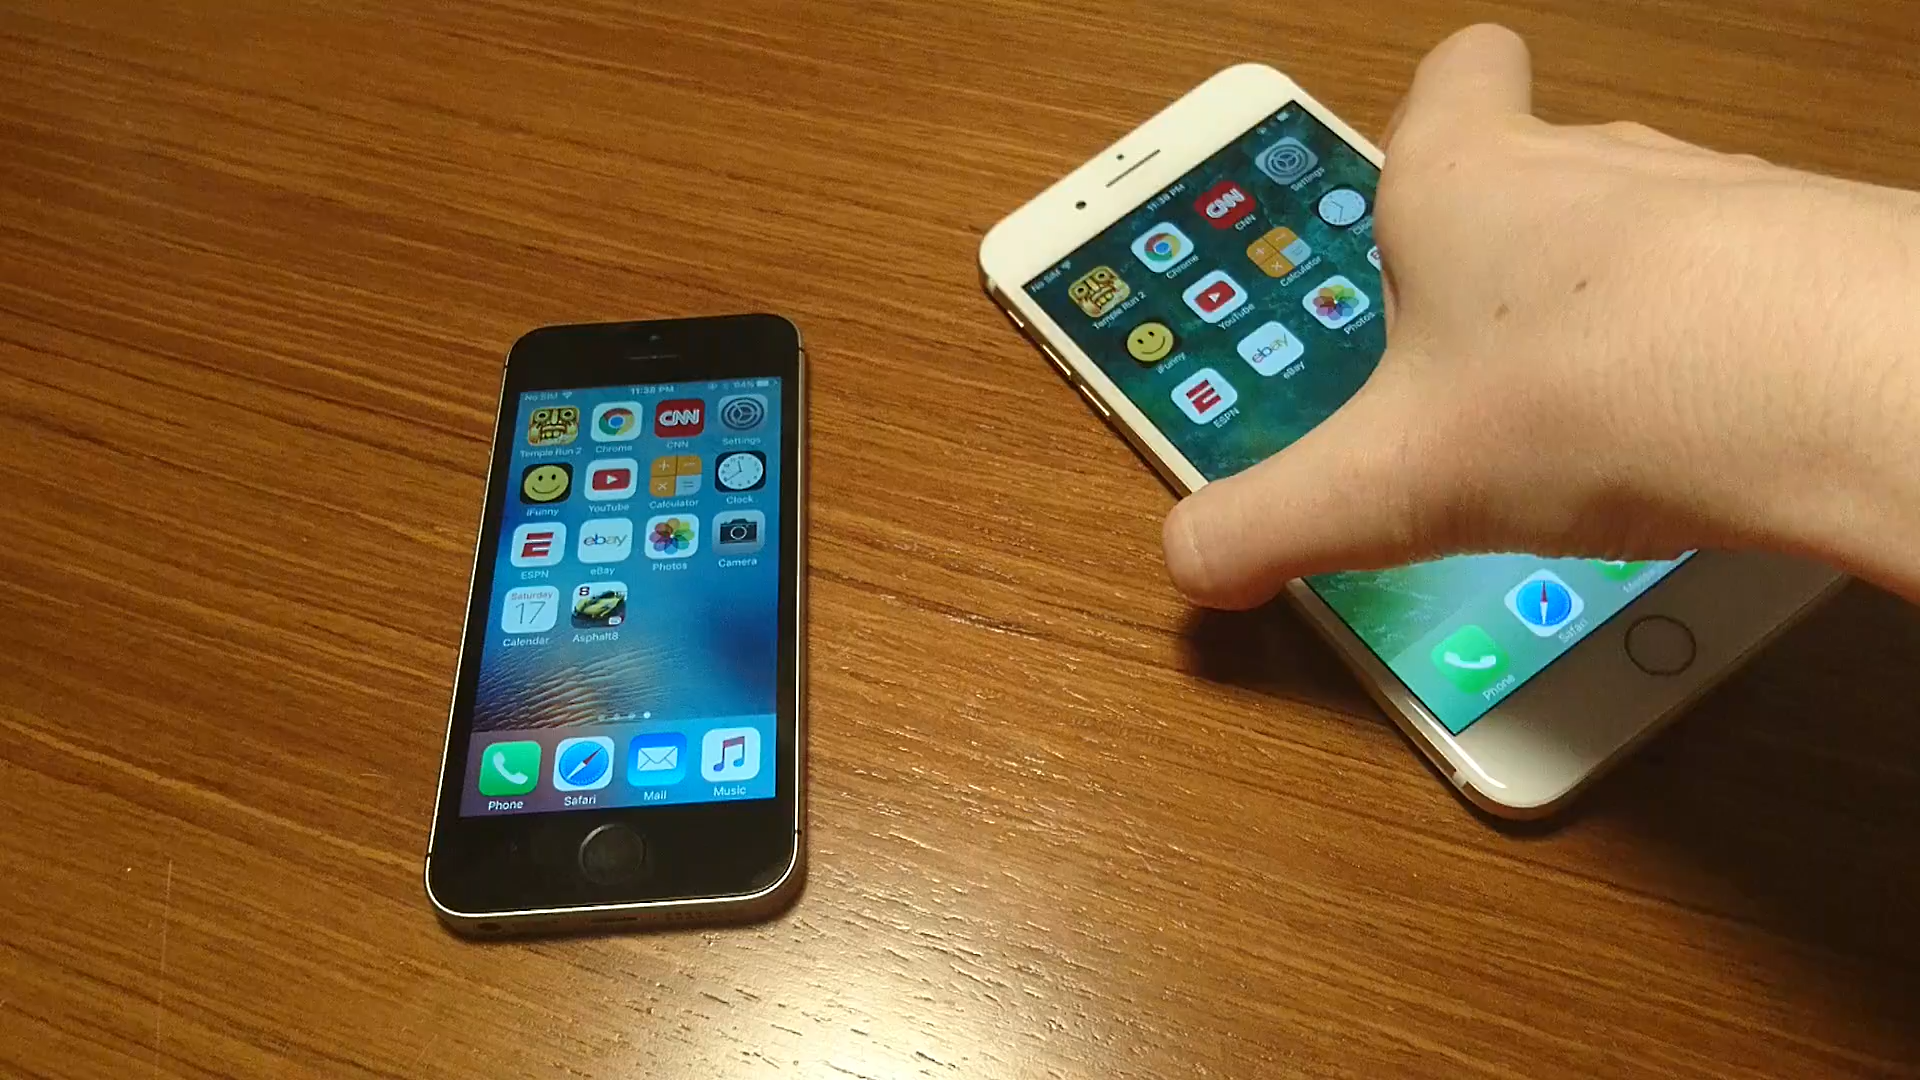 No SIM 11:38 PM 94%
CNN
Temple Run 2 Chrome CNN Settings
iFunny YouTube Calculator Clock
ebay
ESPN eBay Photos Camera
Saturday
17
8
Calendar Asphalt8
Phone Safari Mail Music
No SIM 11:38 PM
CNN
Temple Run 2 Chrome CNN Settings
iFunny YouTube Calculator
ebay
ESPN eBay Photos
Phone Safari